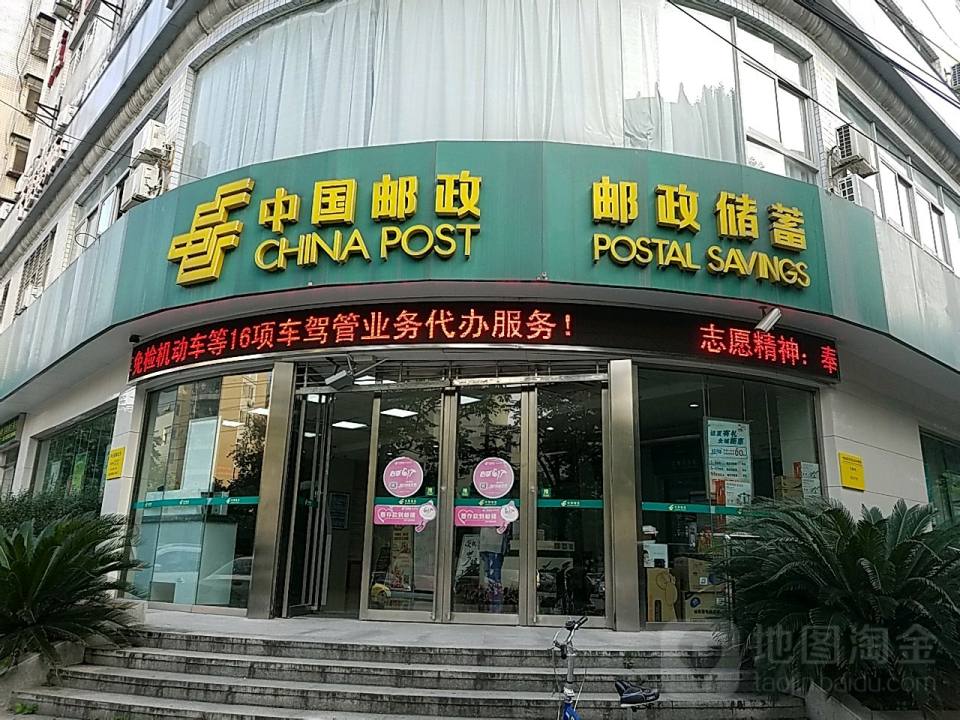 中国邮政
CHINA POST
邮政储蓄
POSTAL SAVINGS
免检机动车等16项车驾管业务代办服务！
志愿精神：奉
地图淘金
taojin.baidu.com